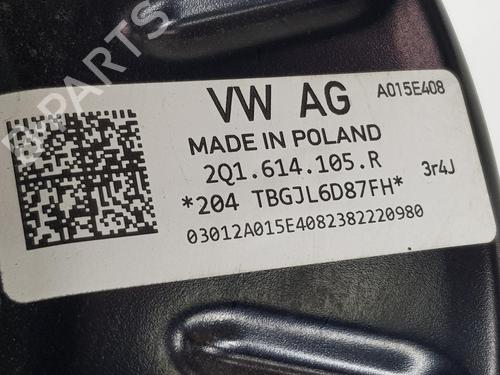 VW AG
A015E408
MADE IN POLAND
2Q1.614.105.R
3r4J
*204 TBGJL6D87FH*
03012A015E4082382220980
B-PARTS